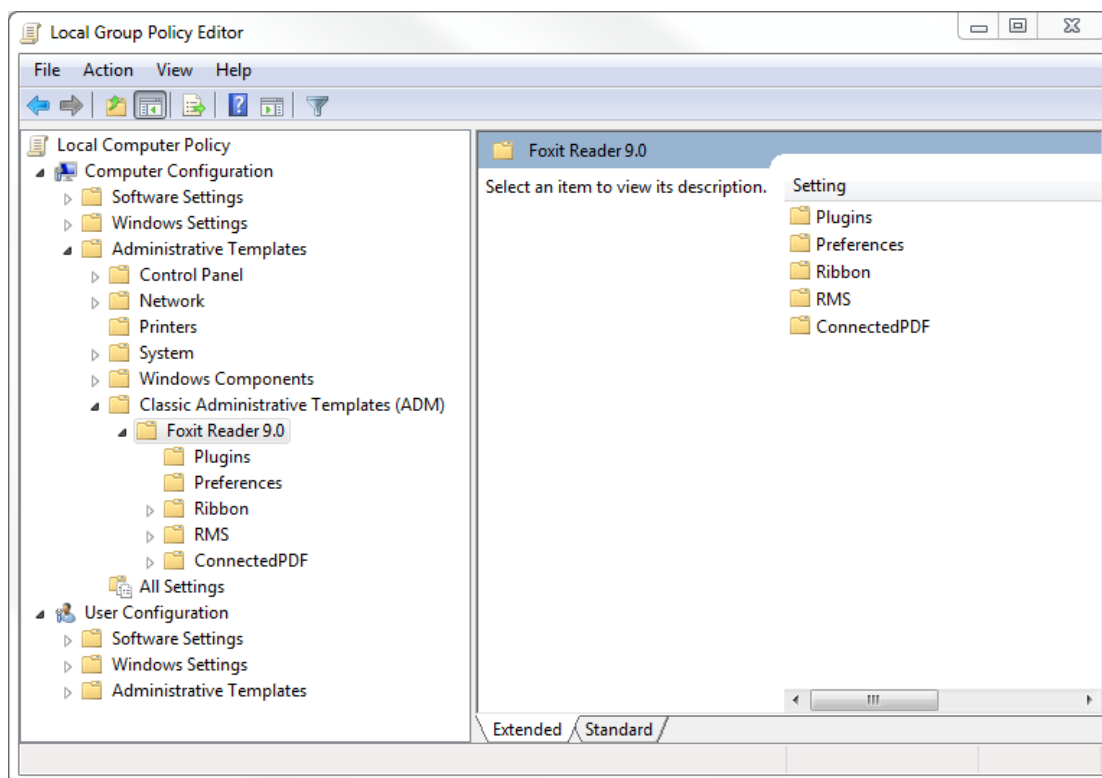 Local Group Policy Editor
File Action View Help
Local Computer Policy
Computer Configuration
Software Settings
Windows Settings
Administrative Templates
Control Panel
Network
Printers
System
Windows Components
Classic Administrative Templates (ADM)
Foxit Reader 9.0
Plugins
Preferences
Ribbon
RMS
ConnectedPDF
All Settings
User Configuration
Software Settings
Windows Settings
Administrative Templates
Foxit Reader 9.0
Select an item to view its description.
Setting
Plugins
Preferences
Ribbon
RMS
ConnectedPDF
Extended Standard